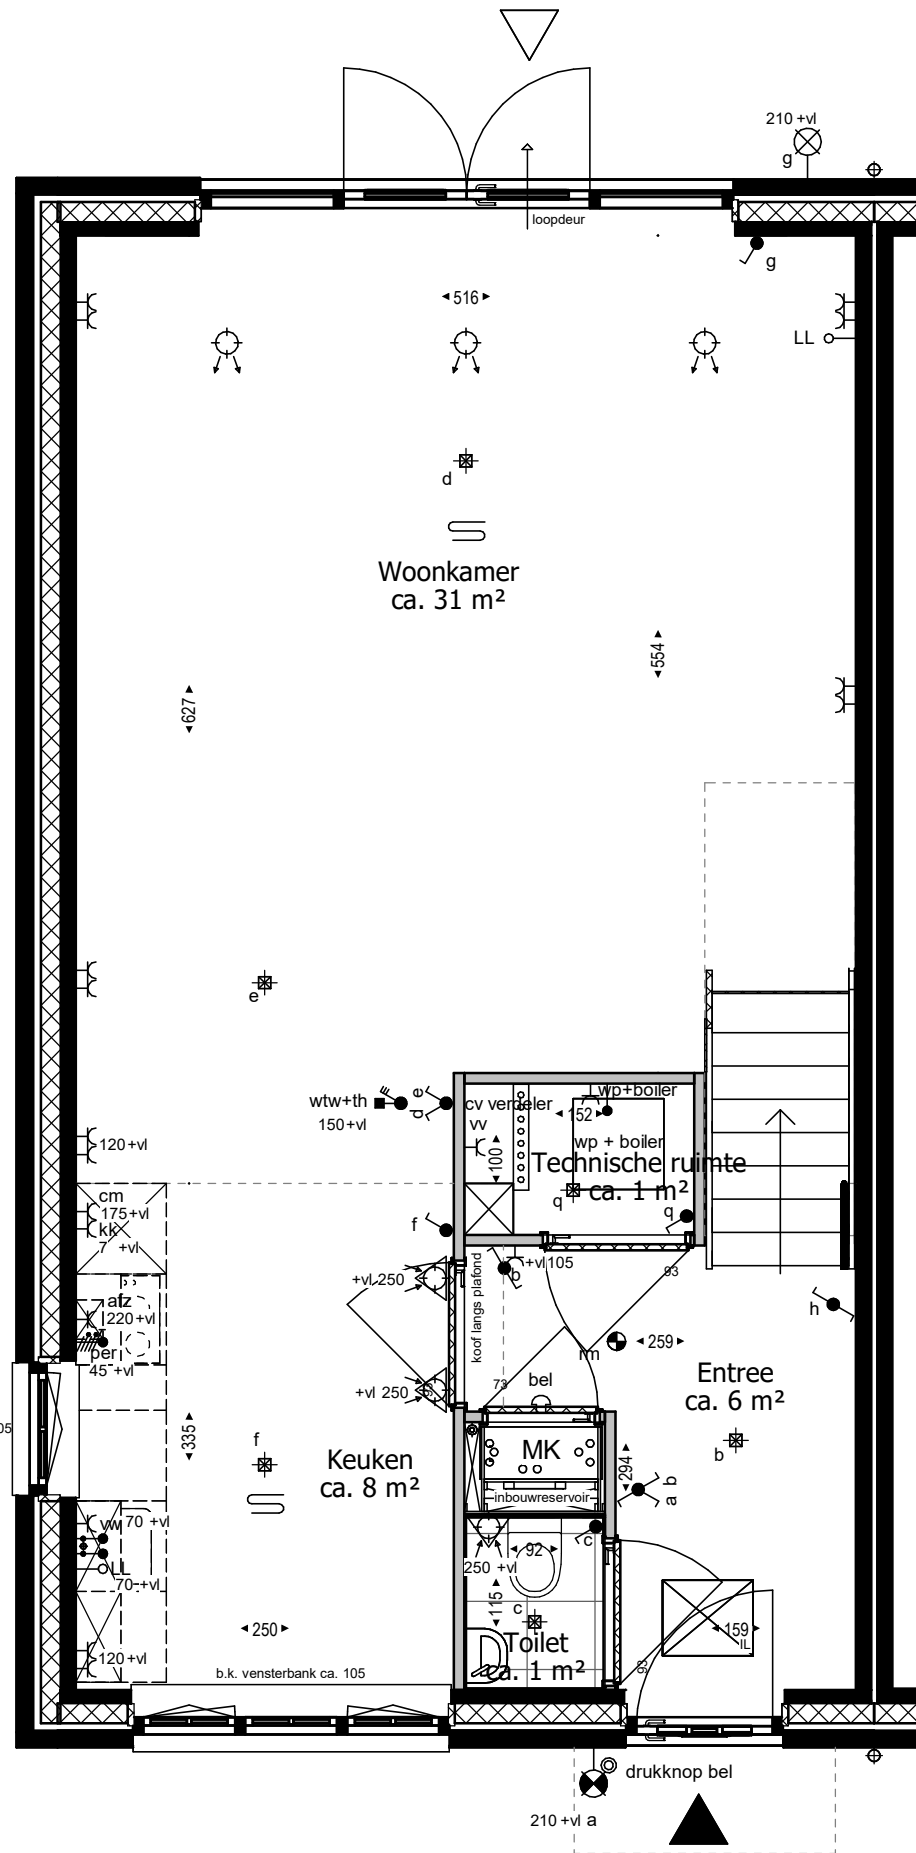 210 +vl
g
loopdeur
g
516
LL
d
Woonkamer
ca. 31 m²
554
627
e
wtw+th
150+vl
d e
cv verdeler
wp+boiler
vv
152
100
wp + boiler
Technische ruimte
ca. 1 m²
q
q
120+vl
cm
175+vl
kk
7 +vl
f
+vl 105
b
93
koof langs plafond
+vl 250
afz
220+vl
h
rm
259
per
45 +vl
Entree
ca. 6 m²
bel
73
+vl 250
93
05
335
f
Keuken
ca. 8 m²
MK
b
294
a b
inbouwreservoir
vw
70 +vl
LL
70 +vl
c
92
250 +vl
115
c
159
IL
250
Toilet
ca. 1 m²
93
120+vl
b.k. vensterbank ca. 105
drukknop bel
210 +vl a